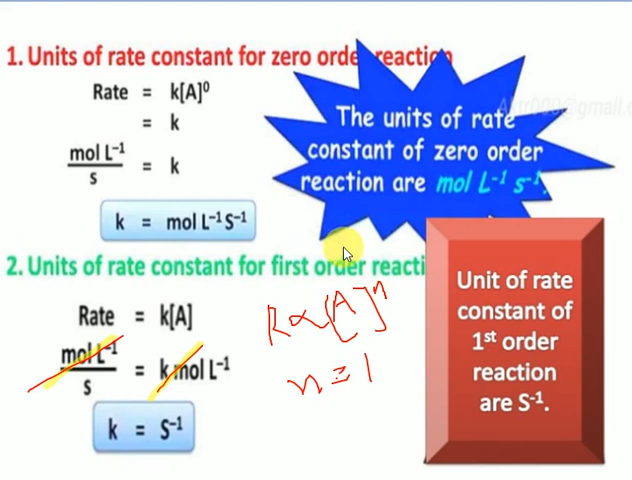 1. Units of rate constant for zero order reaction
Rate = k[A]⁰
= k
mol L⁻¹
s
= k
k = mol L⁻¹ S⁻¹
The units of rate
constant of zero order
reaction are mol L⁻¹ s⁻¹.
2. Units of rate constant for first order reacti
Rate = k[A]
mol L⁻¹
s
= k mol L⁻¹
k = S⁻¹
R∝[A]ⁿ
n = 1
Unit of rate
constant of
1st order
reaction
are S⁻¹.